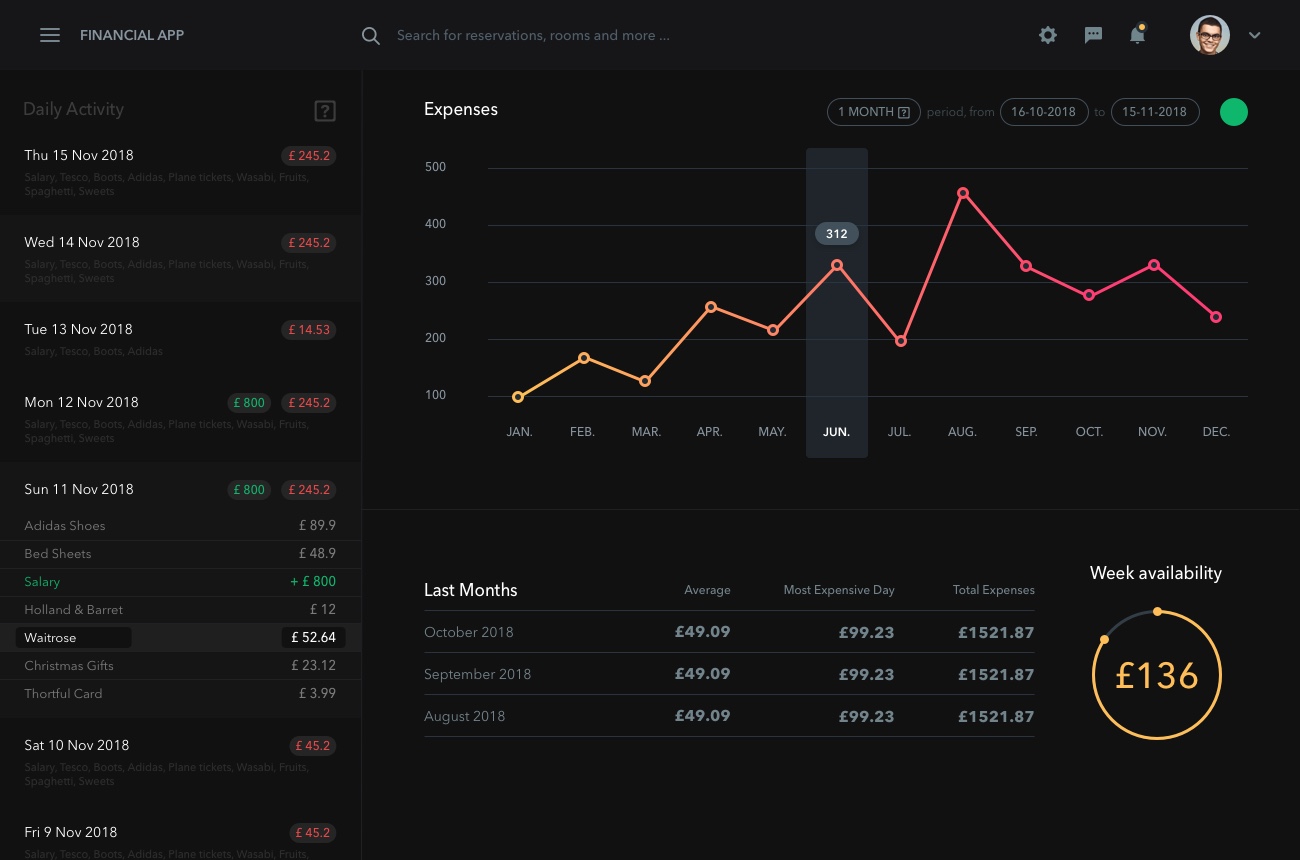 FINANCIAL APP
Search for reservations, rooms and more ...
Daily Activity
?
Thu 15 Nov 2018 £ 245.2
Salary, Tesco, Boots, Adidas, Plane tickets, Wasabi, Fruits,
Spaghetti, Sweets
Wed 14 Nov 2018 £ 245.2
Salary, Tesco, Boots, Adidas, Plane tickets, Wasabi, Fruits,
Spaghetti, Sweets
Tue 13 Nov 2018 £ 14.53
Salary, Tesco, Boots, Adidas
Mon 12 Nov 2018 £ 800 £ 245.2
Salary, Tesco, Boots, Adidas, Plane tickets, Wasabi, Fruits,
Spaghetti, Sweets
Sun 11 Nov 2018 £ 800 £ 245.2
Adidas Shoes £ 89.9
Bed Sheets £ 48.9
Salary + £ 800
Holland & Barret £ 12
Waitrose £ 52.64
Christmas Gifts £ 23.12
Thortful Card £ 3.99
Sat 10 Nov 2018 £ 45.2
Salary, Tesco, Boots, Adidas, Plane tickets, Wasabi, Fruits,
Spaghetti, Sweets
Fri 9 Nov 2018 £ 45.2
Salary, Tesco, Boots, Adidas, Plane tickets, Wasabi, Fruits,
Expenses
1 MONTH ? period, from 16-10-2018 to 15-11-2018
500
400
300
200
100
312
JAN. FEB. MAR. APR. MAY. JUN. JUL. AUG. SEP. OCT. NOV. DEC.
Last Months Average Most Expensive Day Total Expenses
October 2018 £49.09 £99.23 £1521.87
September 2018 £49.09 £99.23 £1521.87
August 2018 £49.09 £99.23 £1521.87
Week availability
£136